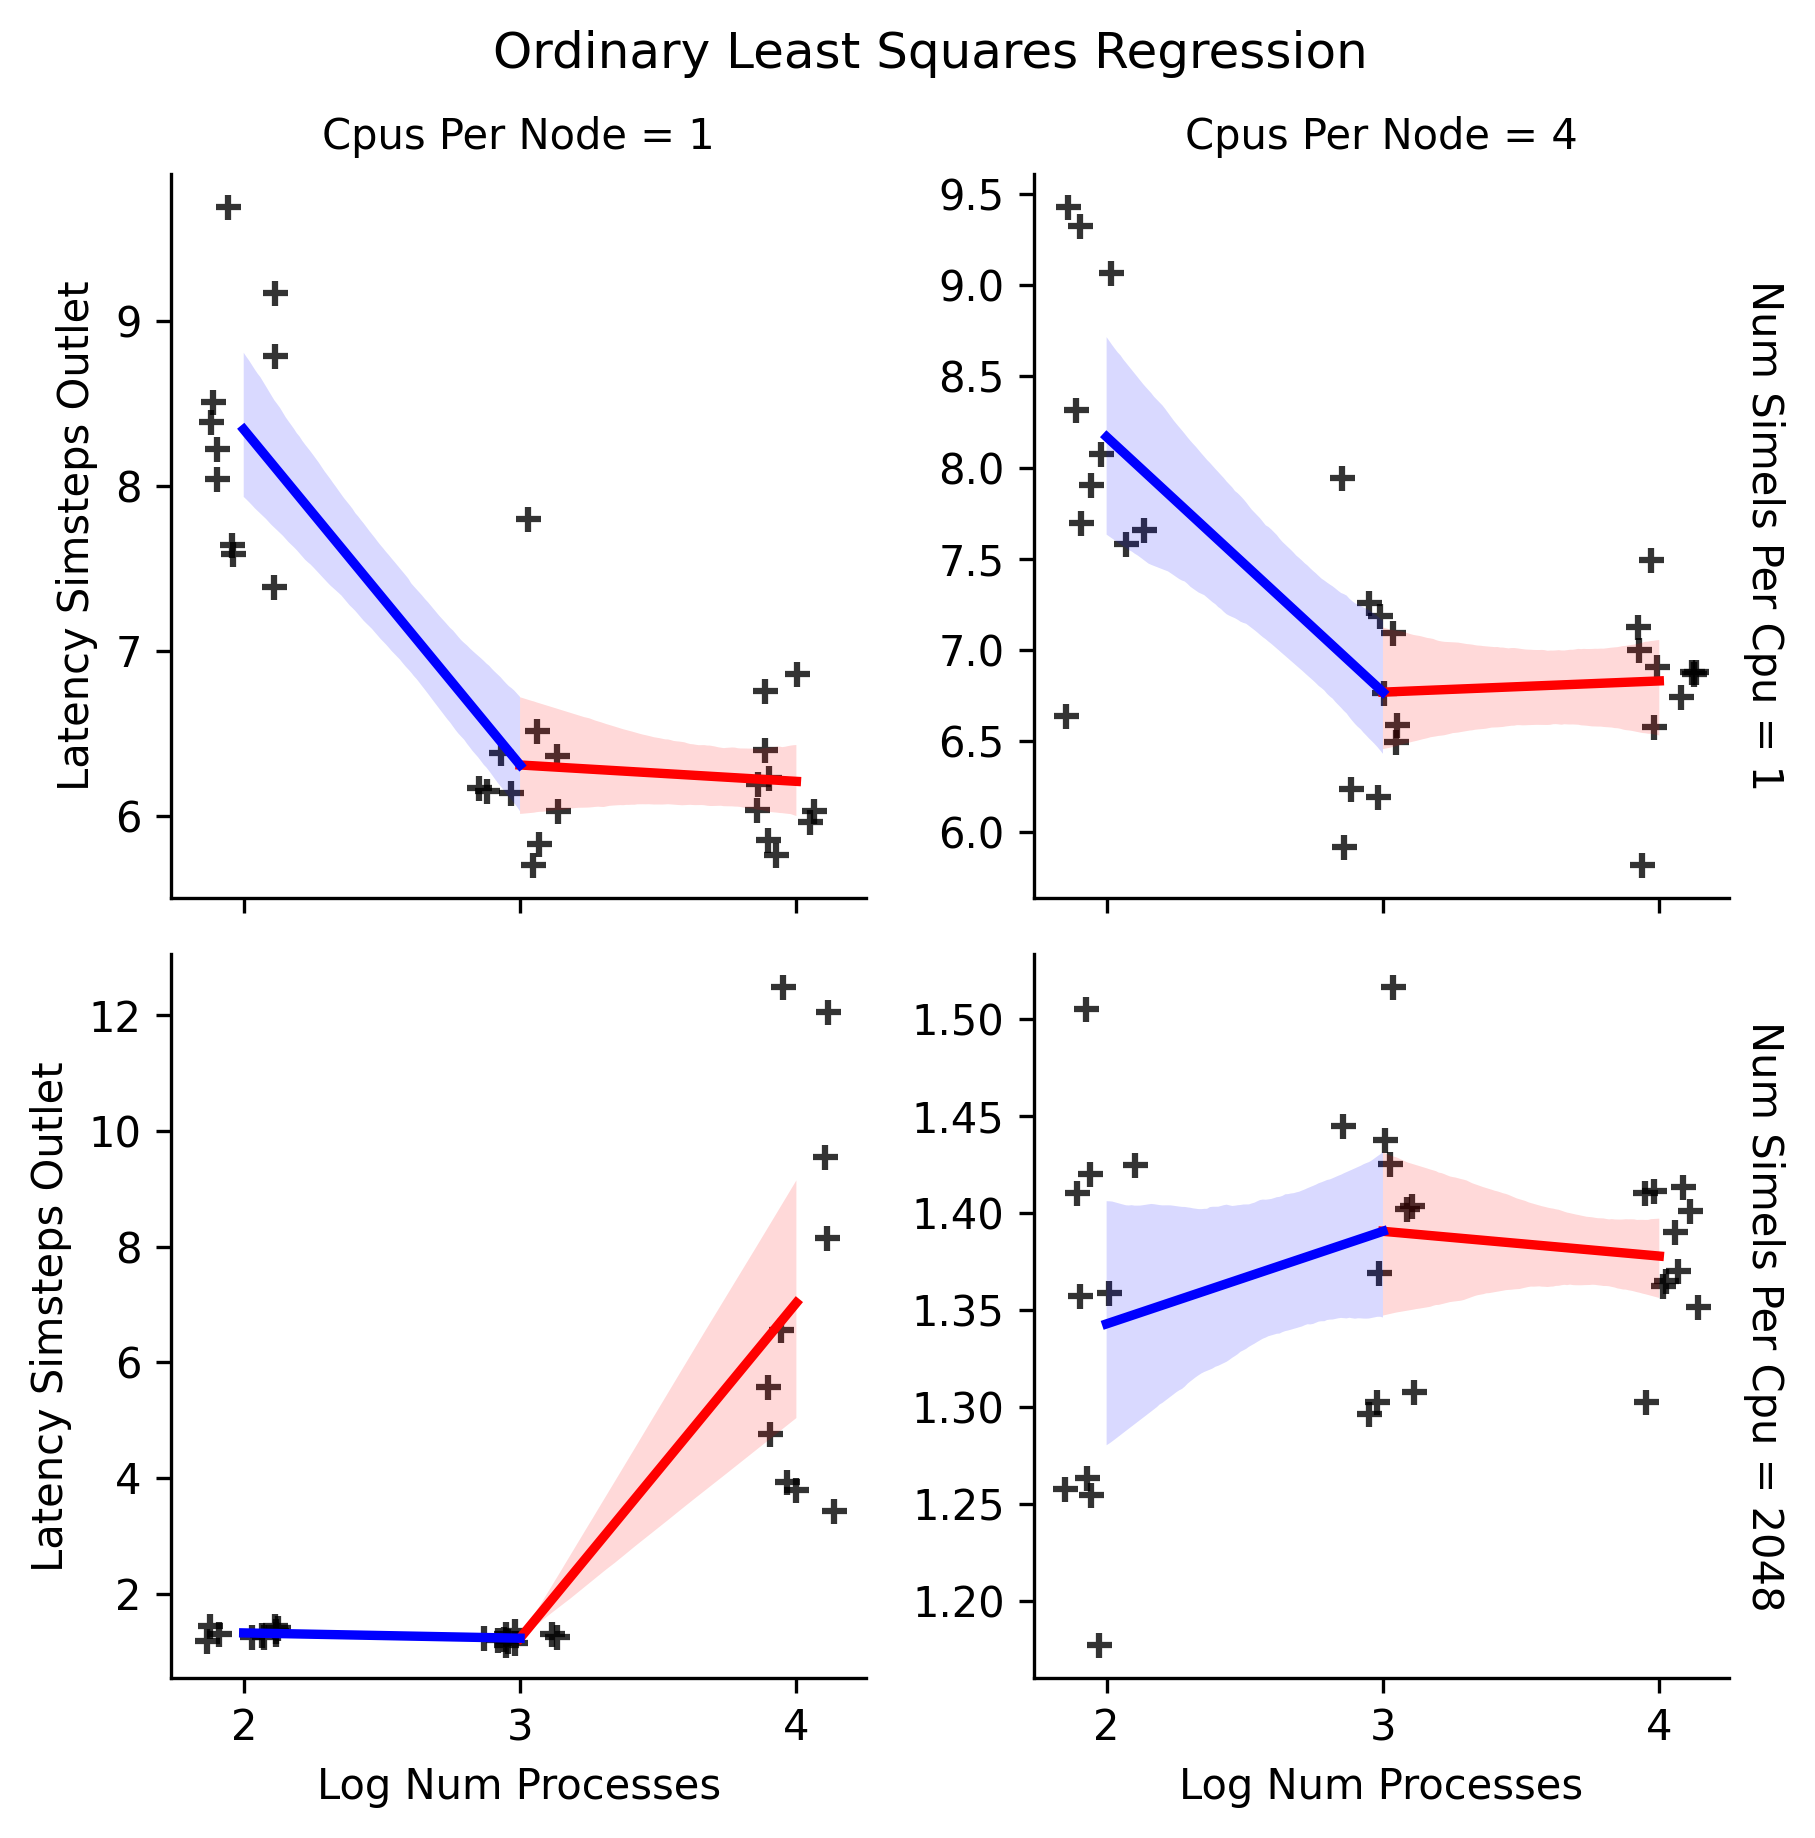 Ordinary Least Squares Regression
Cpus Per Node = 1
Cpus Per Node = 4
Latency Simsteps Outlet
9
8
7
6
9.5
9.0
8.5
8.0
7.5
7.0
6.5
6.0
Num Simels Per Cpu = 1
Latency Simsteps Outlet
12
10
8
6
4
2
2 3 4
Log Num Processes
1.50
1.45
1.40
1.35
1.30
1.25
1.20
2 3 4
Log Num Processes
Num Simels Per Cpu = 2048